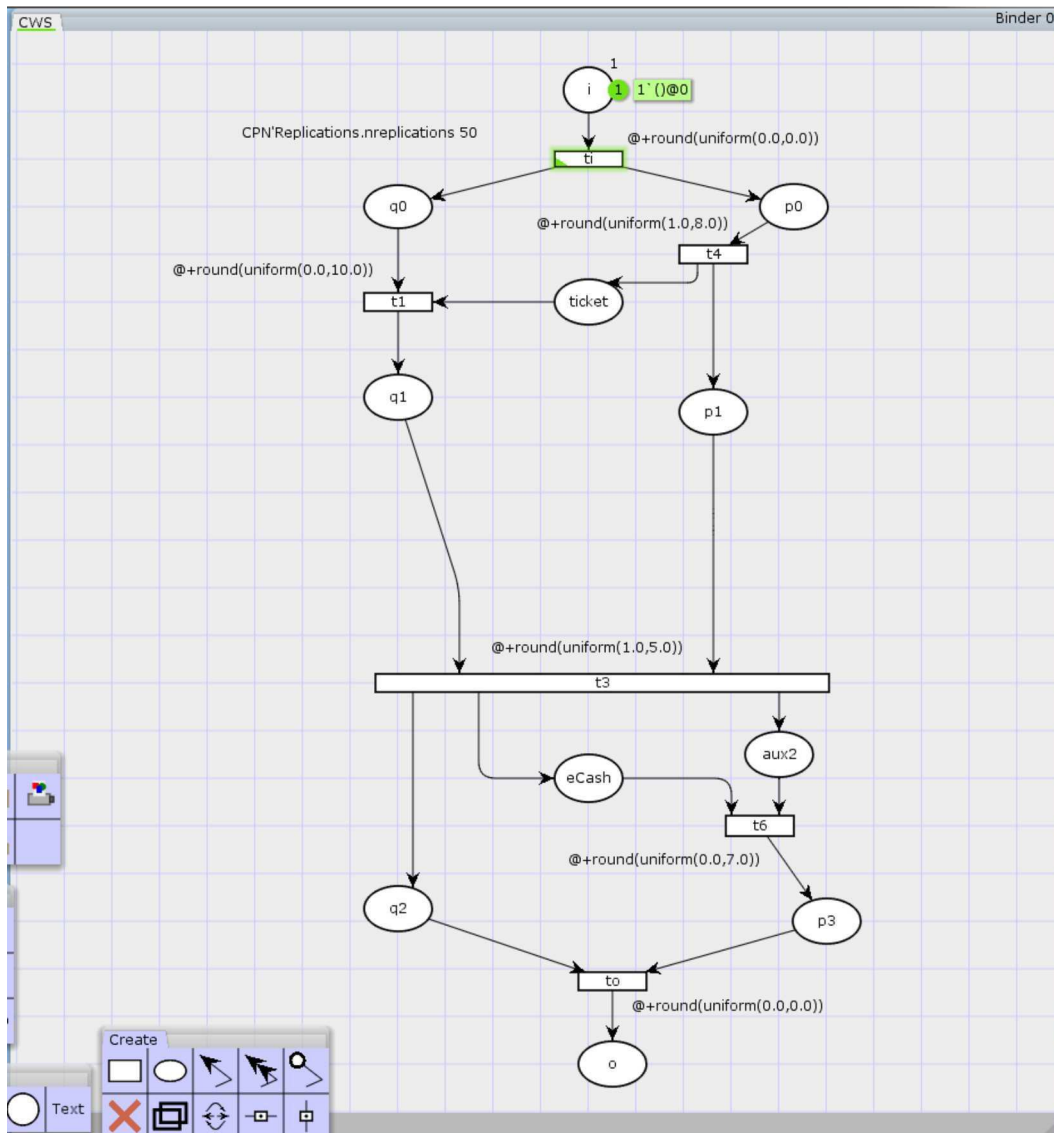 CWS
Binder 0
1
i
1
1`()@0
CPN'Replications.nreplications 50
@+round(uniform(0.0,0.0))
ti
q0
p0
@+round(uniform(1.0,8.0))
t4
@+round(uniform(0.0,10.0))
t1
ticket
q1
p1
@+round(uniform(1.0,5.0))
t3
aux2
eCash
t6
@+round(uniform(0.0,7.0))
q2
p3
to
@+round(uniform(0.0,0.0))
o
Create
Text